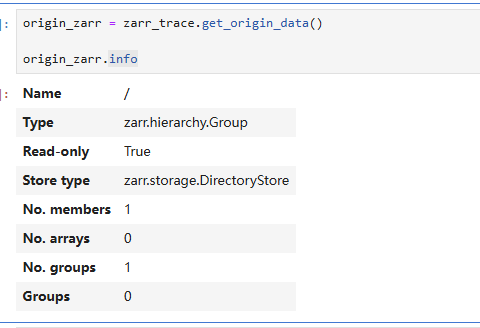 ]: origin_zarr = zarr_trace.get_origin_data()
origin_zarr.info
]: Name /
Type zarr.hierarchy.Group
Read-only True
Store type zarr.storage.DirectoryStore
No. members 1
No. arrays 0
No. groups 1
Groups 0